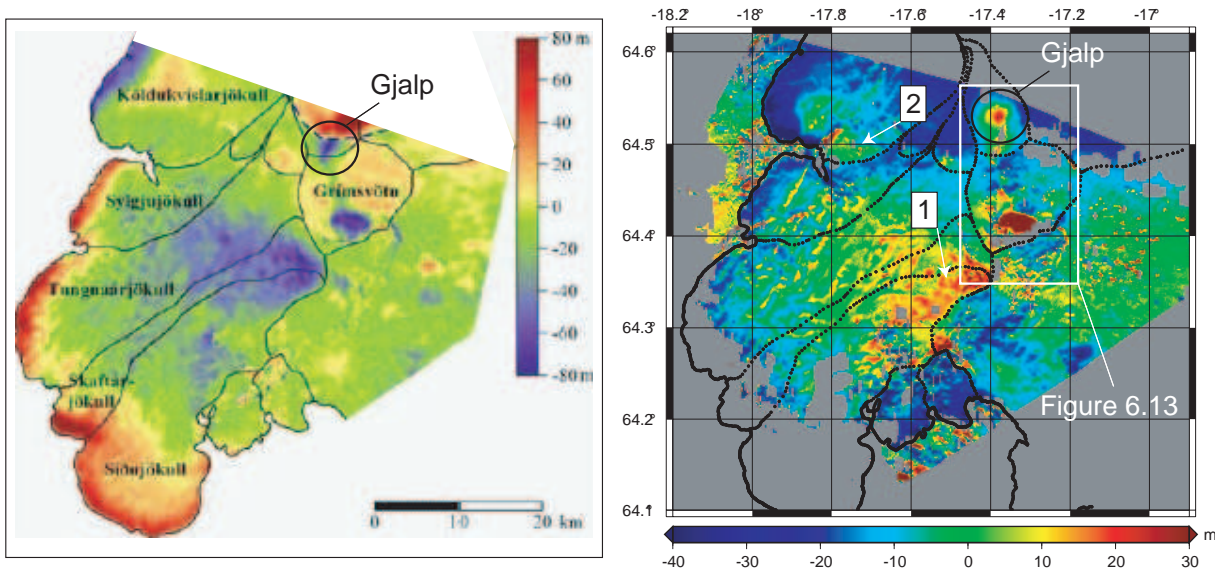 80 m
60
40
20
0
-20
-40
-60
-80 m
Gjalp
Köldukvíslarjökull
Grímsvötn
Sylgjujökull
Tungnaárjökull
Skaftár-
jökull
Síðujökull
0 10 20 km
-18.2 -18 -17.8 -17.6 -17.4 -17.2 -17
64.6
64.5
64.4
64.3
64.2
64.1
Gjalp
2
1
Figure 6.13
m
-40 -30 -20 -10 0 10 20 30